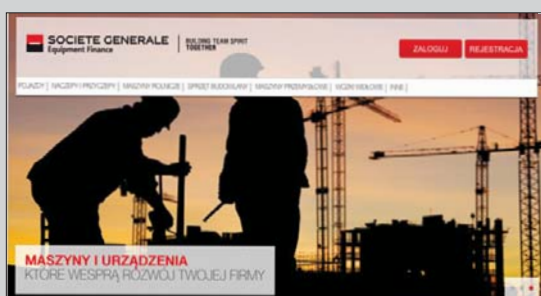 SOCIETE GENERALE
Equipment Finance
BUILDING TEAM SPIRIT
TOGETHER
ZALOGUJ
REJESTRACJA
POJAZDY | NACZEPY I PRZYCZEPY | MASZYNY ROLNICZE | SPRZĘT BUDOWLANY | MASZYNY PRZEMYSŁOWE | WÓZKI WIDŁOWE | INNE |
MASZYNY I URZĄDZENIA
KTÓRE WESPRĄ ROZWÓJ TWOJEJ FIRMY